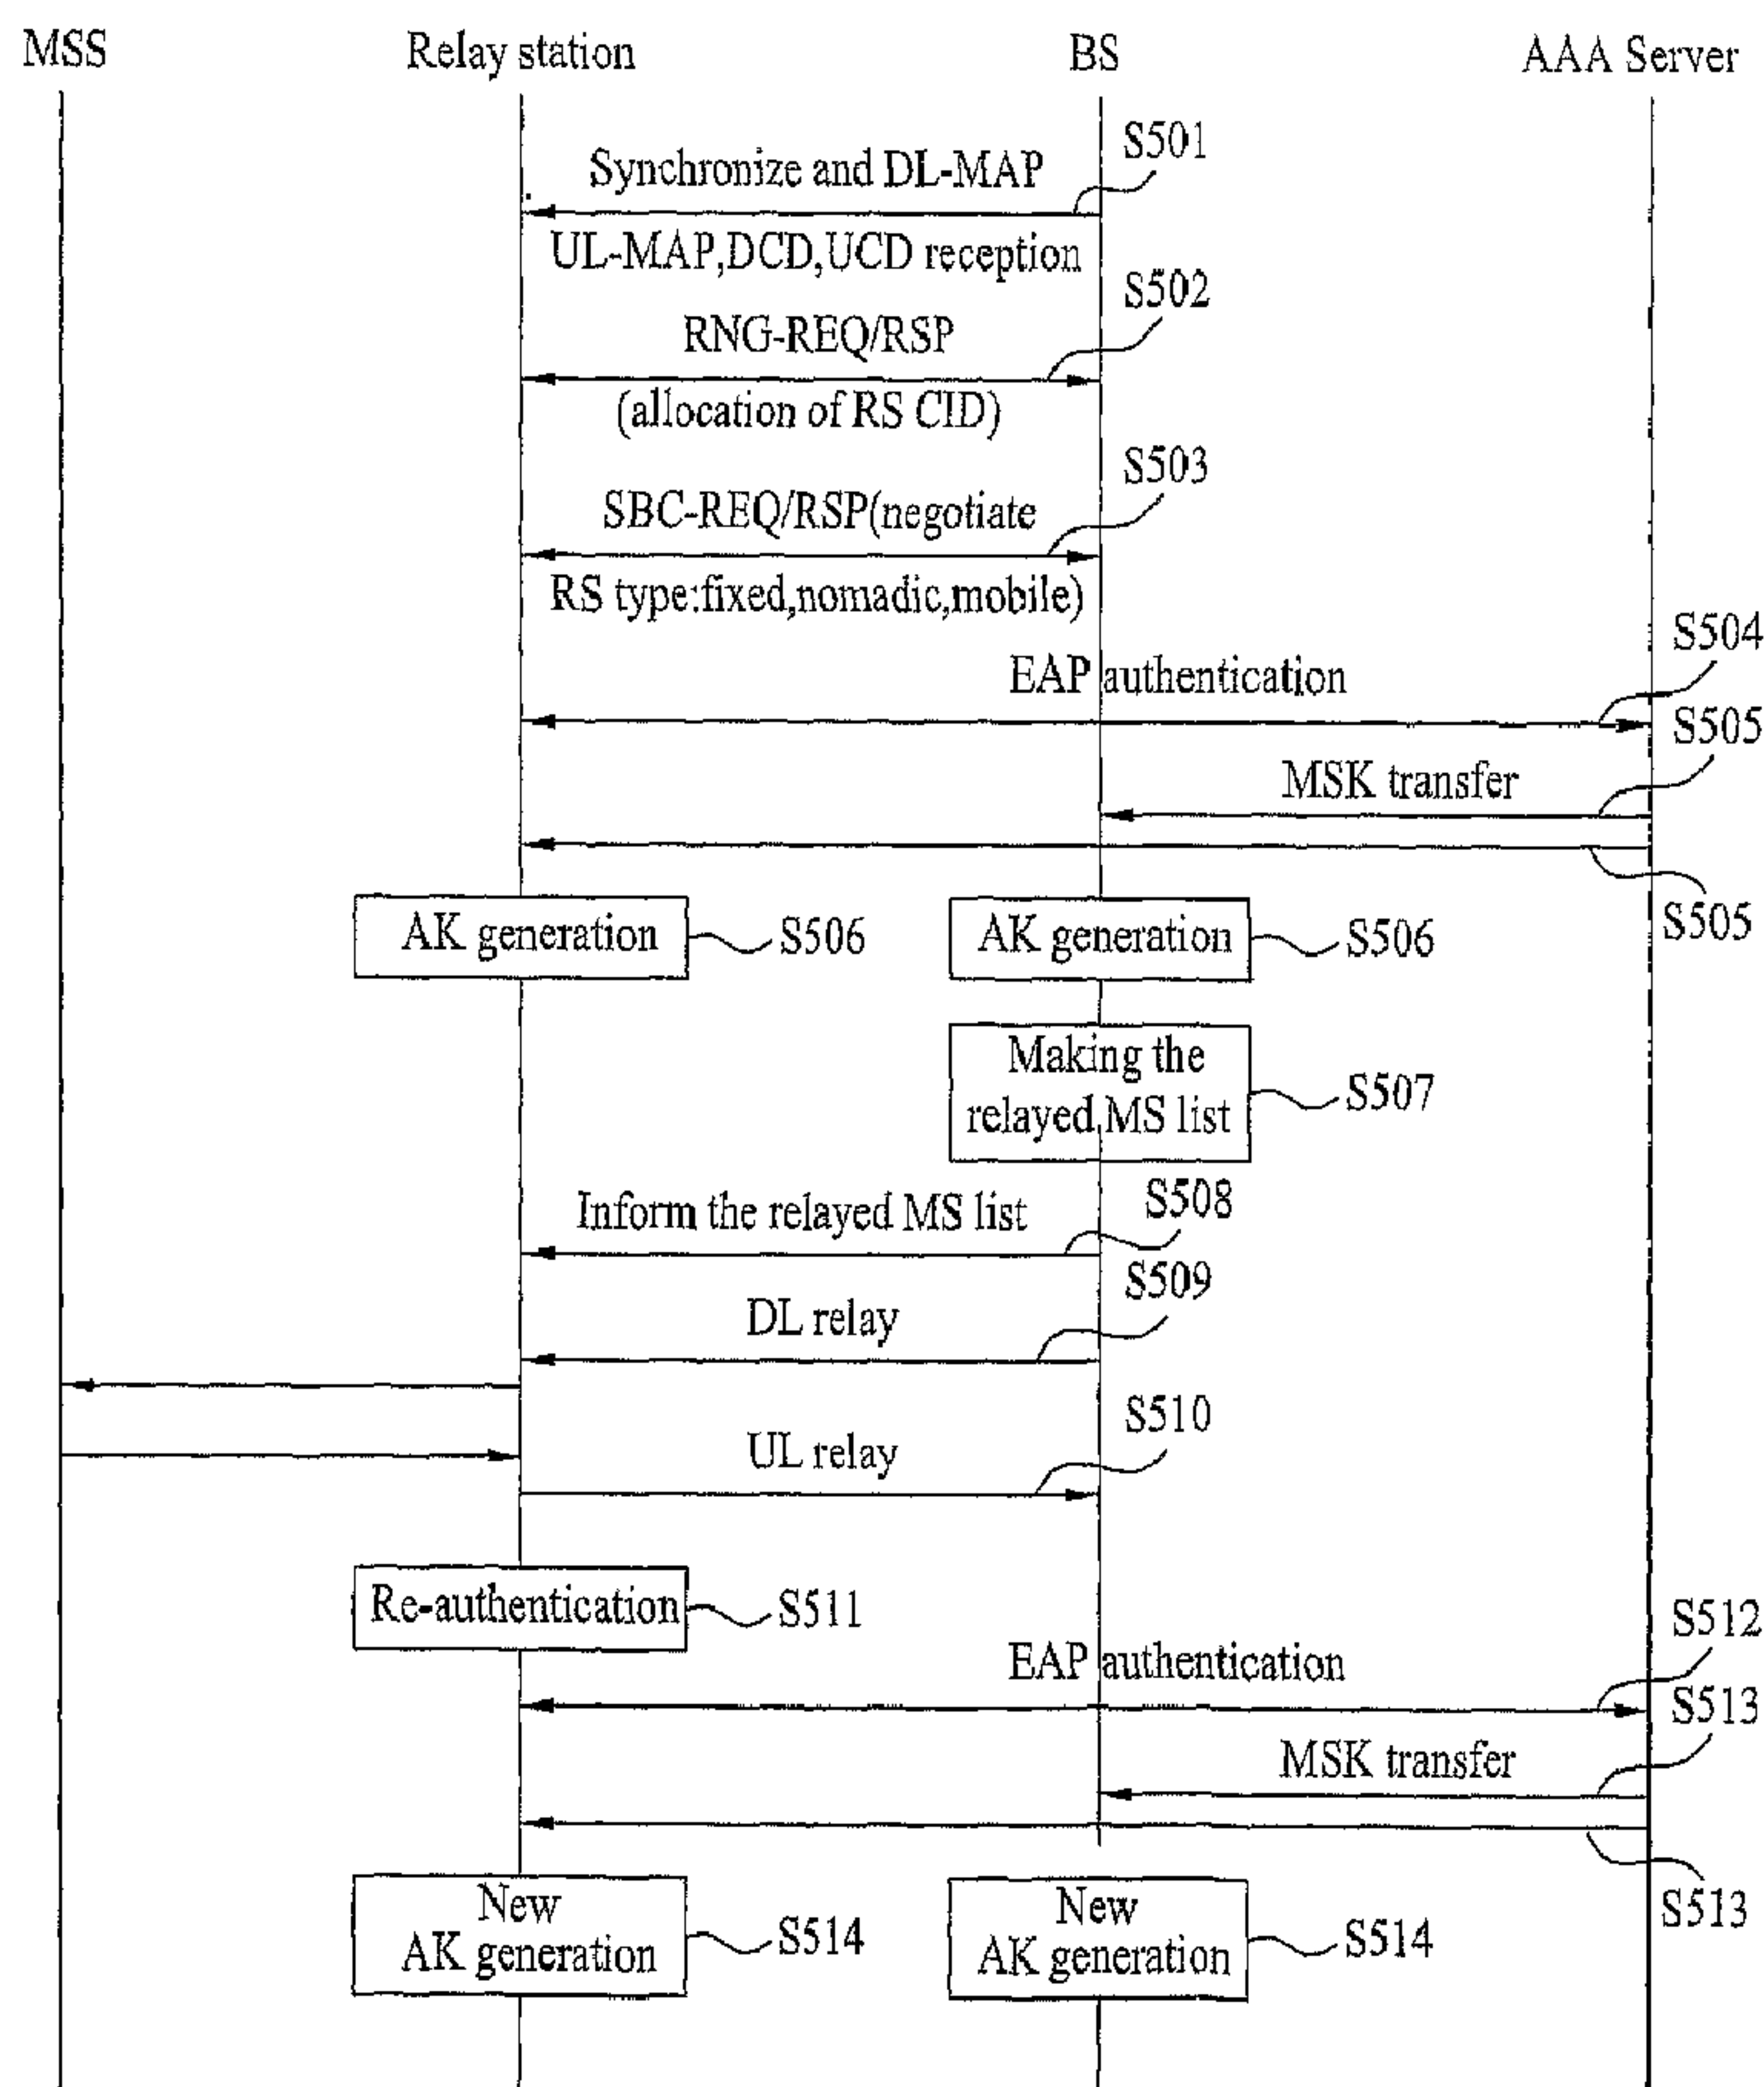 MSS
Relay station
BS
AAA Server
S501
Synchronize and DL-MAP
UL-MAP,DCD,UCD reception
S502
RNG-REQ/RSP
(allocation of RS CID)
S503
SBC-REQ/RSP(negotiate
RS type:fixed,nomadic,mobile)
S504
EAP authentication
S505
MSK transfer
S505
AK generation
S506
AK generation
S506
Making the
relayed MS list
S507
S508
Inform the relayed MS list
S509
DL relay
S510
UL relay
Re-authentication
S511
S512
EAP authentication
S513
MSK transfer
S513
New
AK generation
S514
New
AK generation
S514